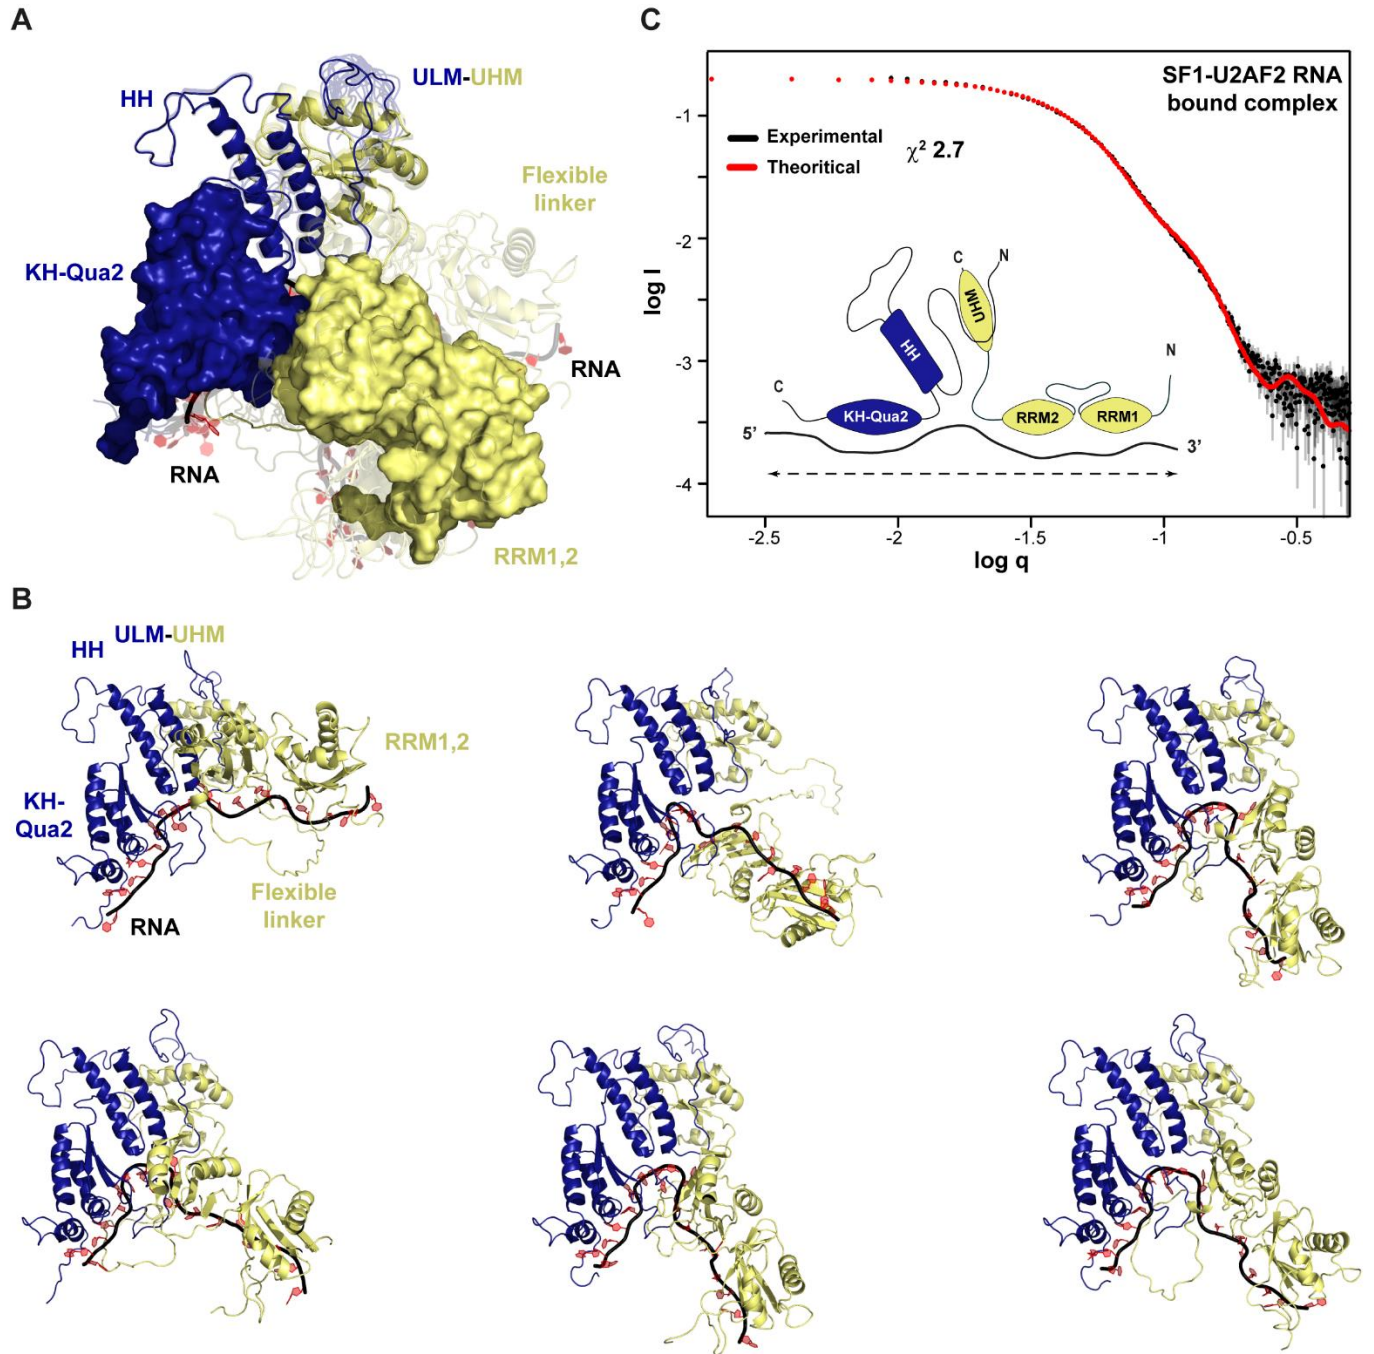 A
HH
ULM-UHM
Flexible
linker
KH-Qua2
RNA
RNA
RRM1,2
C
SF1-U2AF2 RNA
bound complex
Experimental
Theoritical
χ² 2.7
log I
-1
-2
-3
-4
C
N
UHM
HH
N
C
KH-Qua2
RRM2
RRM1
5’
3’
-2.5
-2
-1.5
-1
-0.5
log q
B
ULM-UHM
HH
RRM1,2
KH-
Qua2
Flexible
linker
RNA